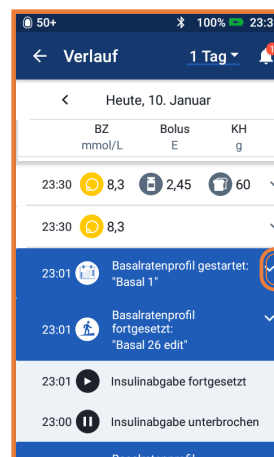 50+ 100% 23:3
Verlauf 1 Tag
Heute, 10. Januar
BZ Bolus KH
mmol/L E g
23:30 8,3 2,45 60
23:30 8,3
23:01 Basalratenprofil gestartet:
"Basal 1"
Basalratenprofil
23:01 fortgesetzt:
"Basal 26 edit"
23:01 Insulinabgabe fortgesetzt
23:00 Insulinabgabe unterbrochen